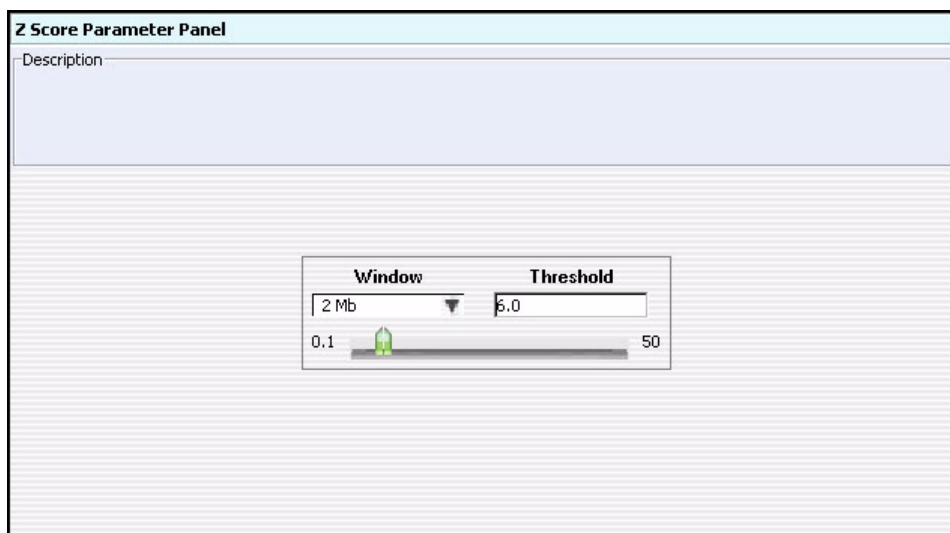 Z Score Parameter Panel
Description
Window Threshold
2 Mb 6.0
0.1 50